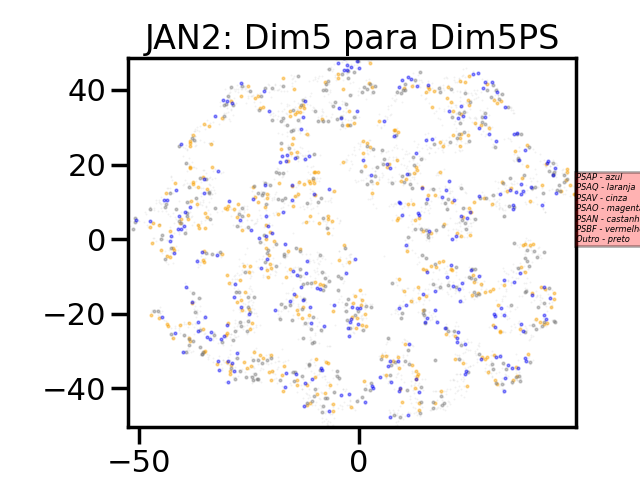 JAN2: Dim5 para Dim5PS
40
20
0
−20
−40
−50
0
PSAP - azul
PSAQ - laranja
PSAV - cinza
PSAO - magenta
PSAN - castanh
PSBF - vermelho
Outro - preto